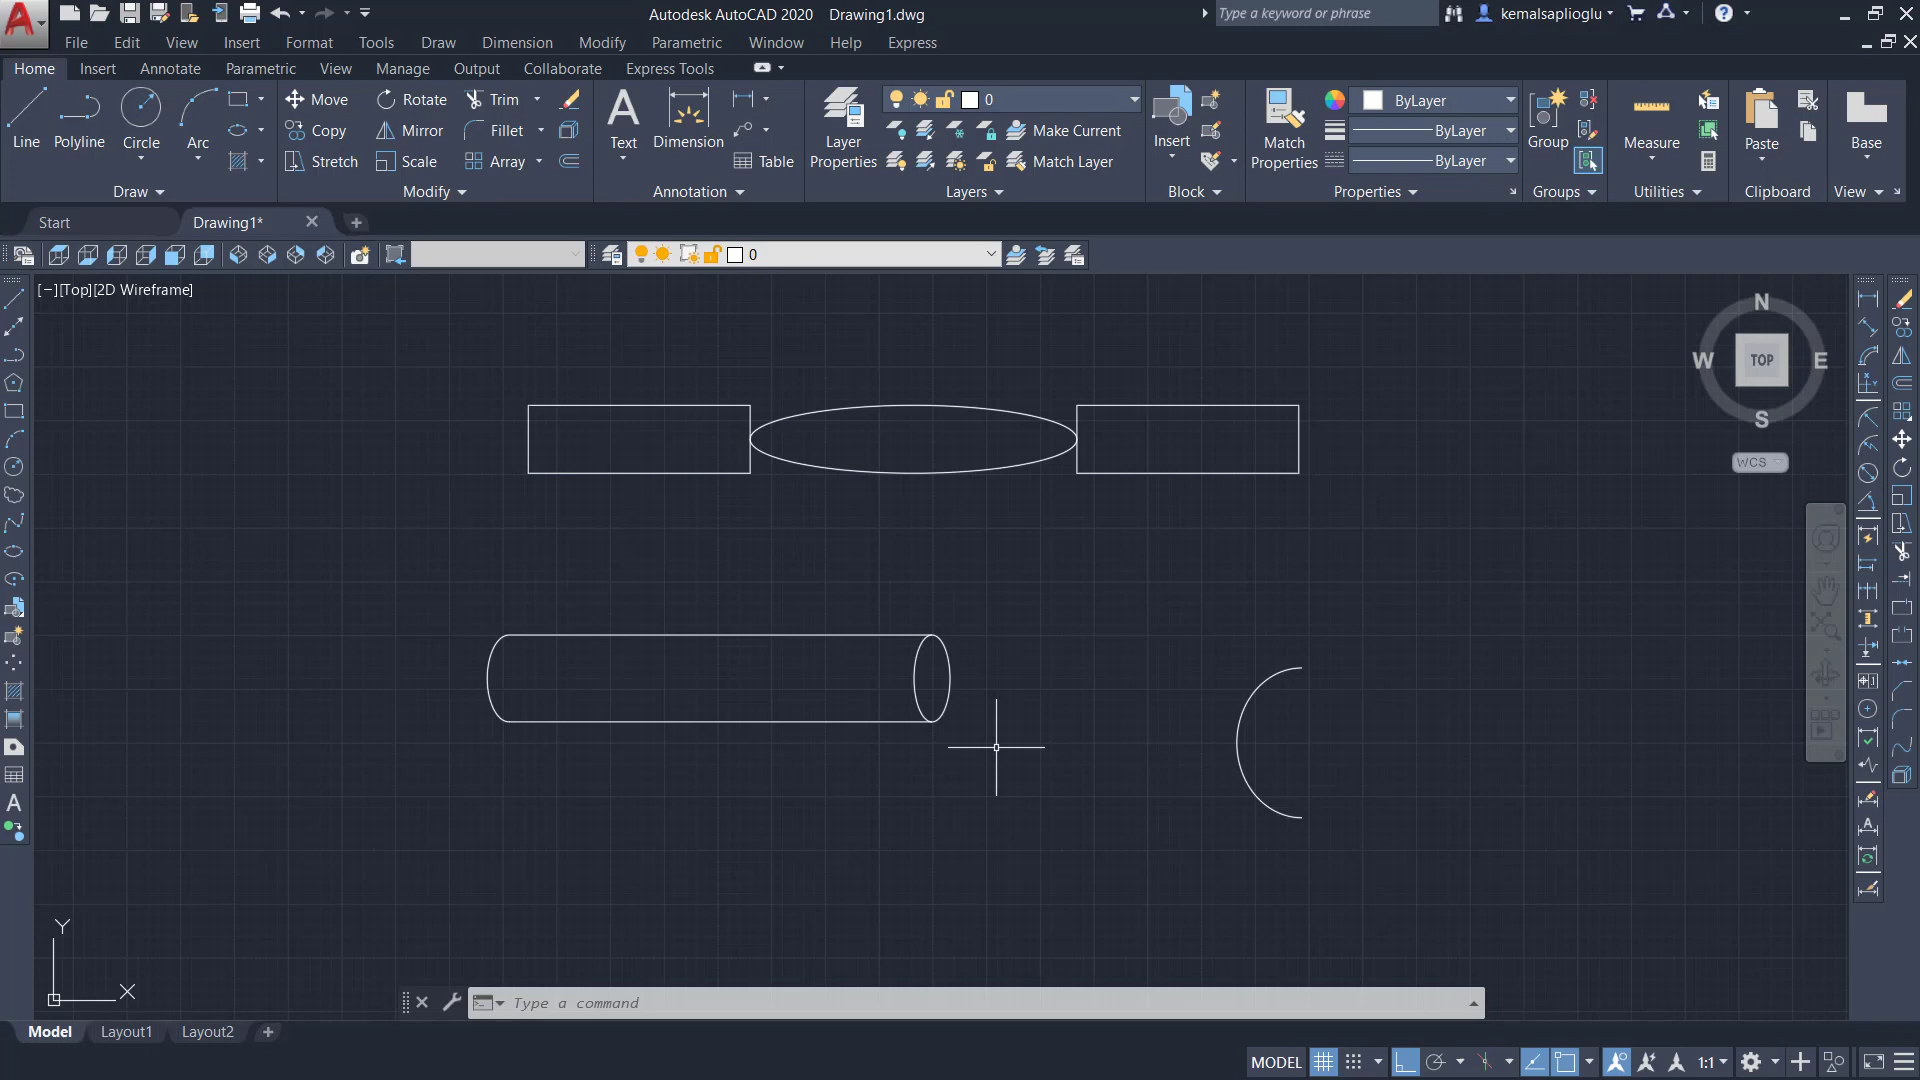 Autodesk AutoCAD 2020 Drawing1.dwg
Type a keyword or phrase
kemalsaplioglu
File Edit View Insert Format Tools Draw Dimension Modify Parametric Window Help Express
Home Insert Annotate Parametric View Manage Output Collaborate Express Tools
Line Polyline Circle Arc
Move Rotate Trim
Copy Mirror Fillet
Stretch Scale Array
Text Dimension Table
Layer Properties
0
Make Current
Match Layer
Insert
Match Properties
ByLayer
ByLayer
ByLayer
Group
Measure
Paste
Base
Draw Modify Annotation Layers Block Properties Groups Utilities Clipboard View
Start Drawing1*
0
[−][Top][2D Wireframe]
N
W TOP E
S
WCS
A
A
Y
X
Type a command
Model Layout1 Layout2
MODEL 1:1